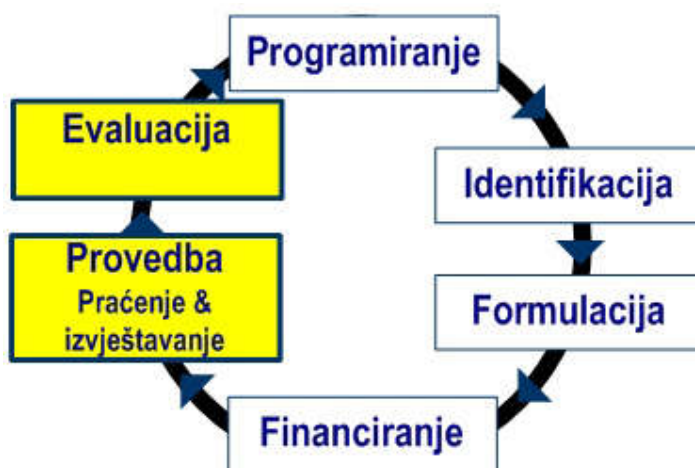 Programiranje
Identifikacija
Formulacija
Financiranje
Provedba
Praćenje &
izvještavanje
Evaluacija